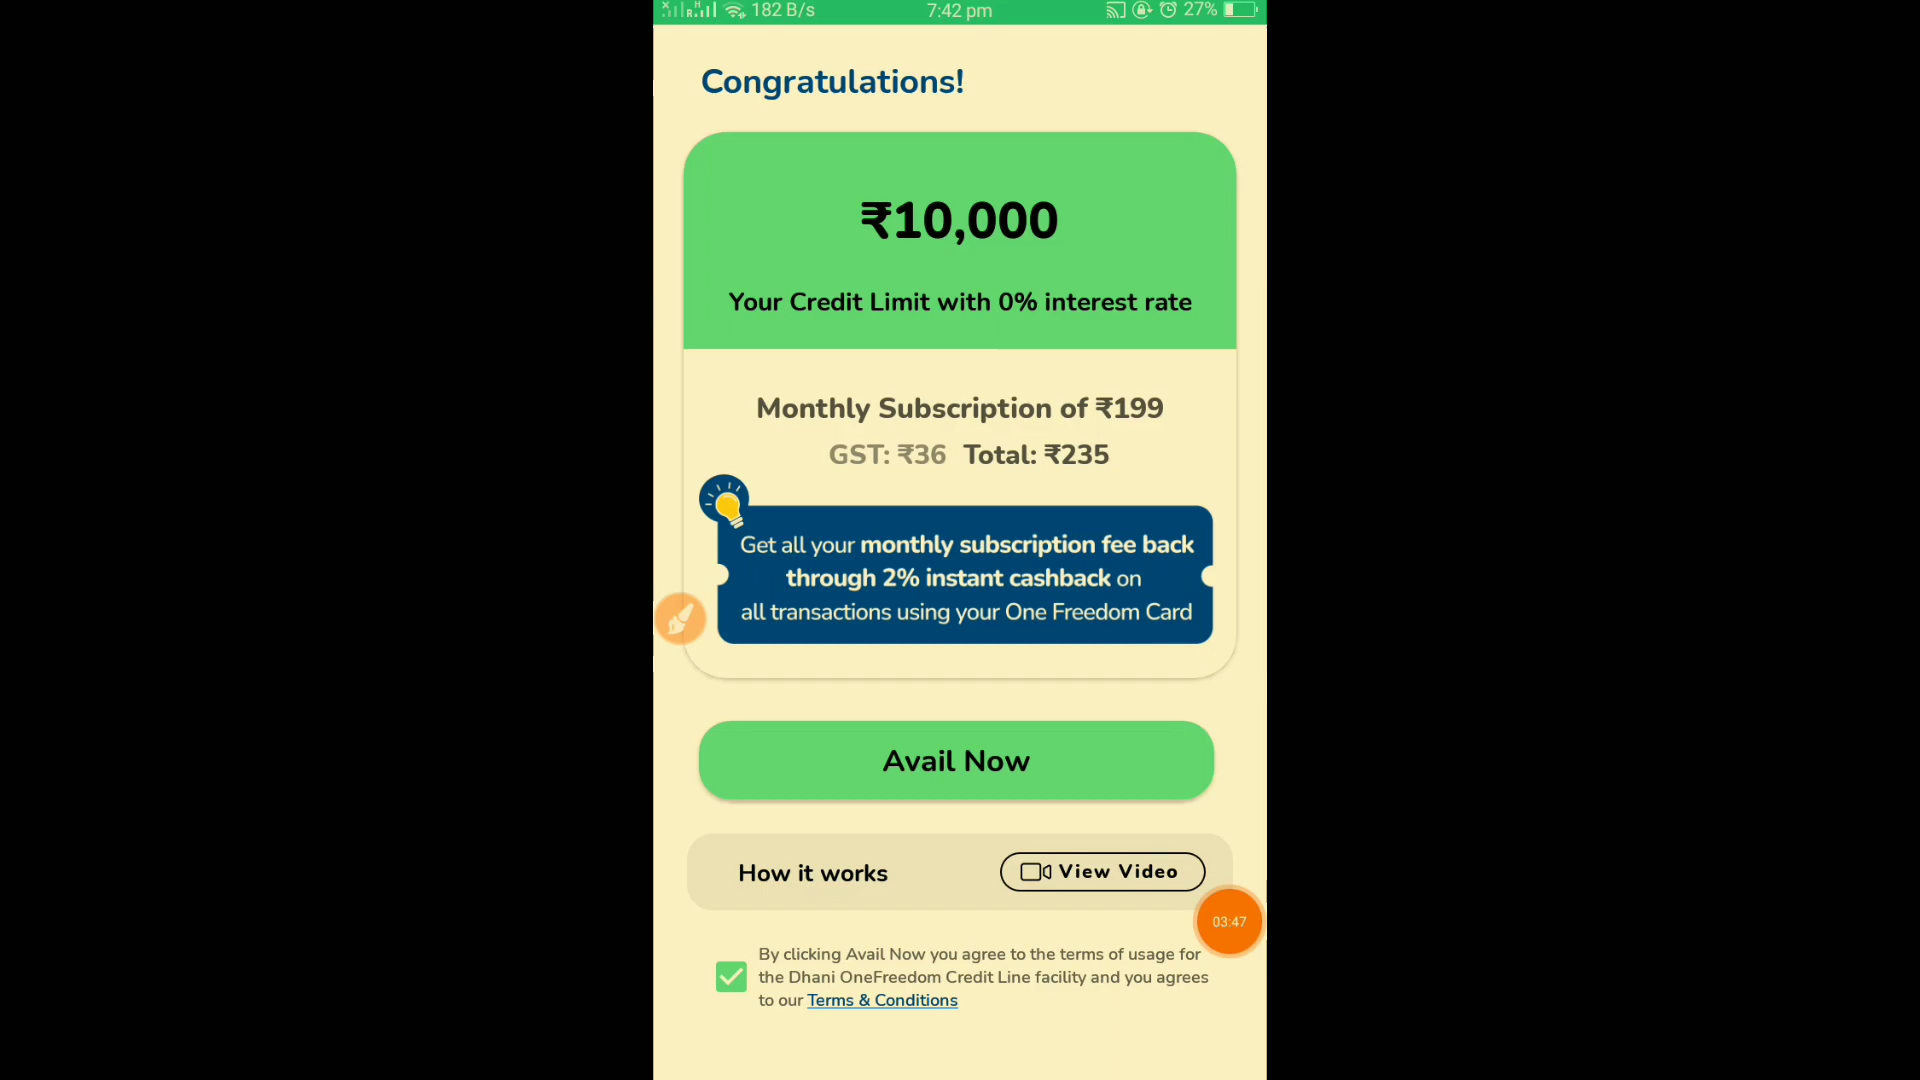 182 B/s 7:42 pm 27%
Congratulations!
₹10,000
Your Credit Limit with 0% interest rate
Monthly Subscription of ₹199
GST: ₹36 Total: ₹235
Get all your monthly subscription fee back
through 2% instant cashback on
all transactions using your One Freedom Card
Avail Now
How it works View Video
03:47
By clicking Avail Now you agree to the terms of usage for
the Dhani OneFreedom Credit Line facility and you agrees
to our Terms & Conditions